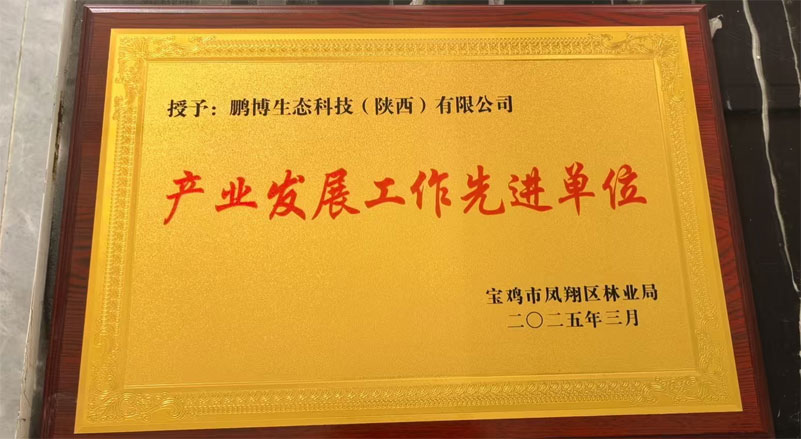 授予：鹏博生态科技（陕西）有限公司
产业发展工作先进单位
宝鸡市凤翔区林业局
二〇二五年三月